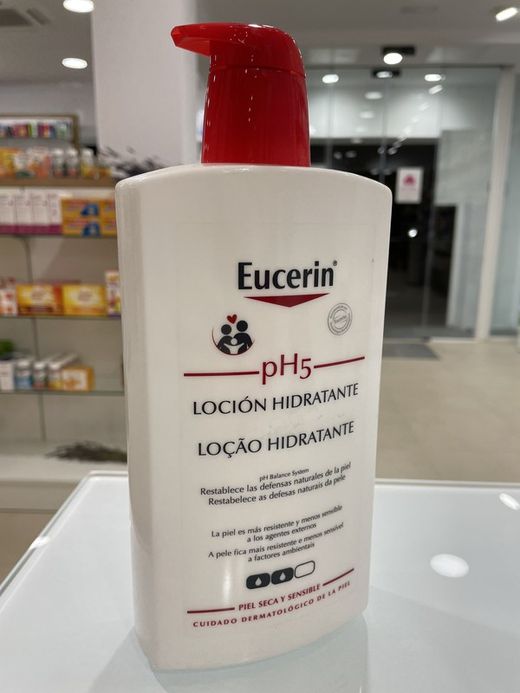 Eucerin®
pH5
LOCIÓN HIDRATANTE
LOÇÃO HIDRATANTE
pH Balance System
Restablece las defensas naturales de la piel
Restabelece as defesas naturais da pele
La piel es más resistente y menos sensible
a los agentes externos
A pele fica mais resistente e menos sensível
a factores ambientais
PIEL SECA Y SENSIBLE
CUIDADO DERMATOLÓGICO DE LA PIEL